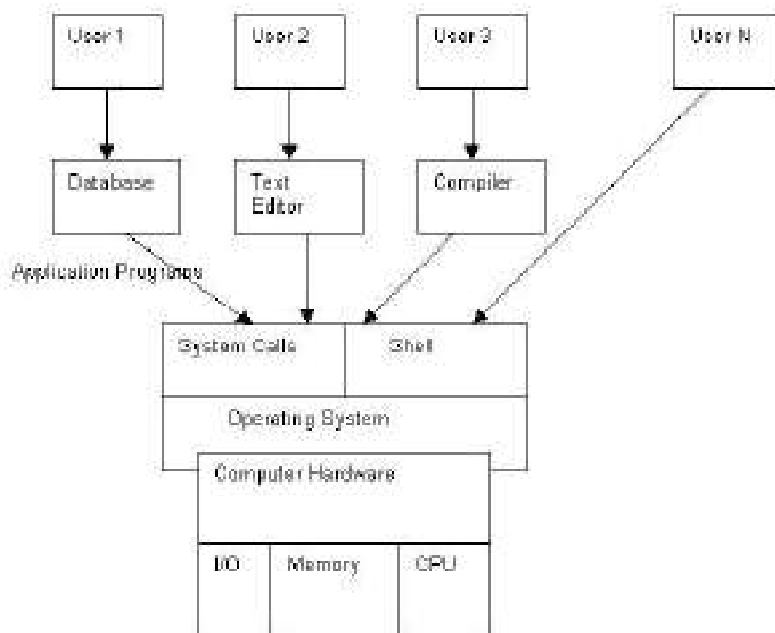 User 1
User 2
User 3
User N
Database
Text
Editor
Compiler
Application Programs
System Calls
Shell
Operating System
Computer Hardware
I/O
Memory
CPU